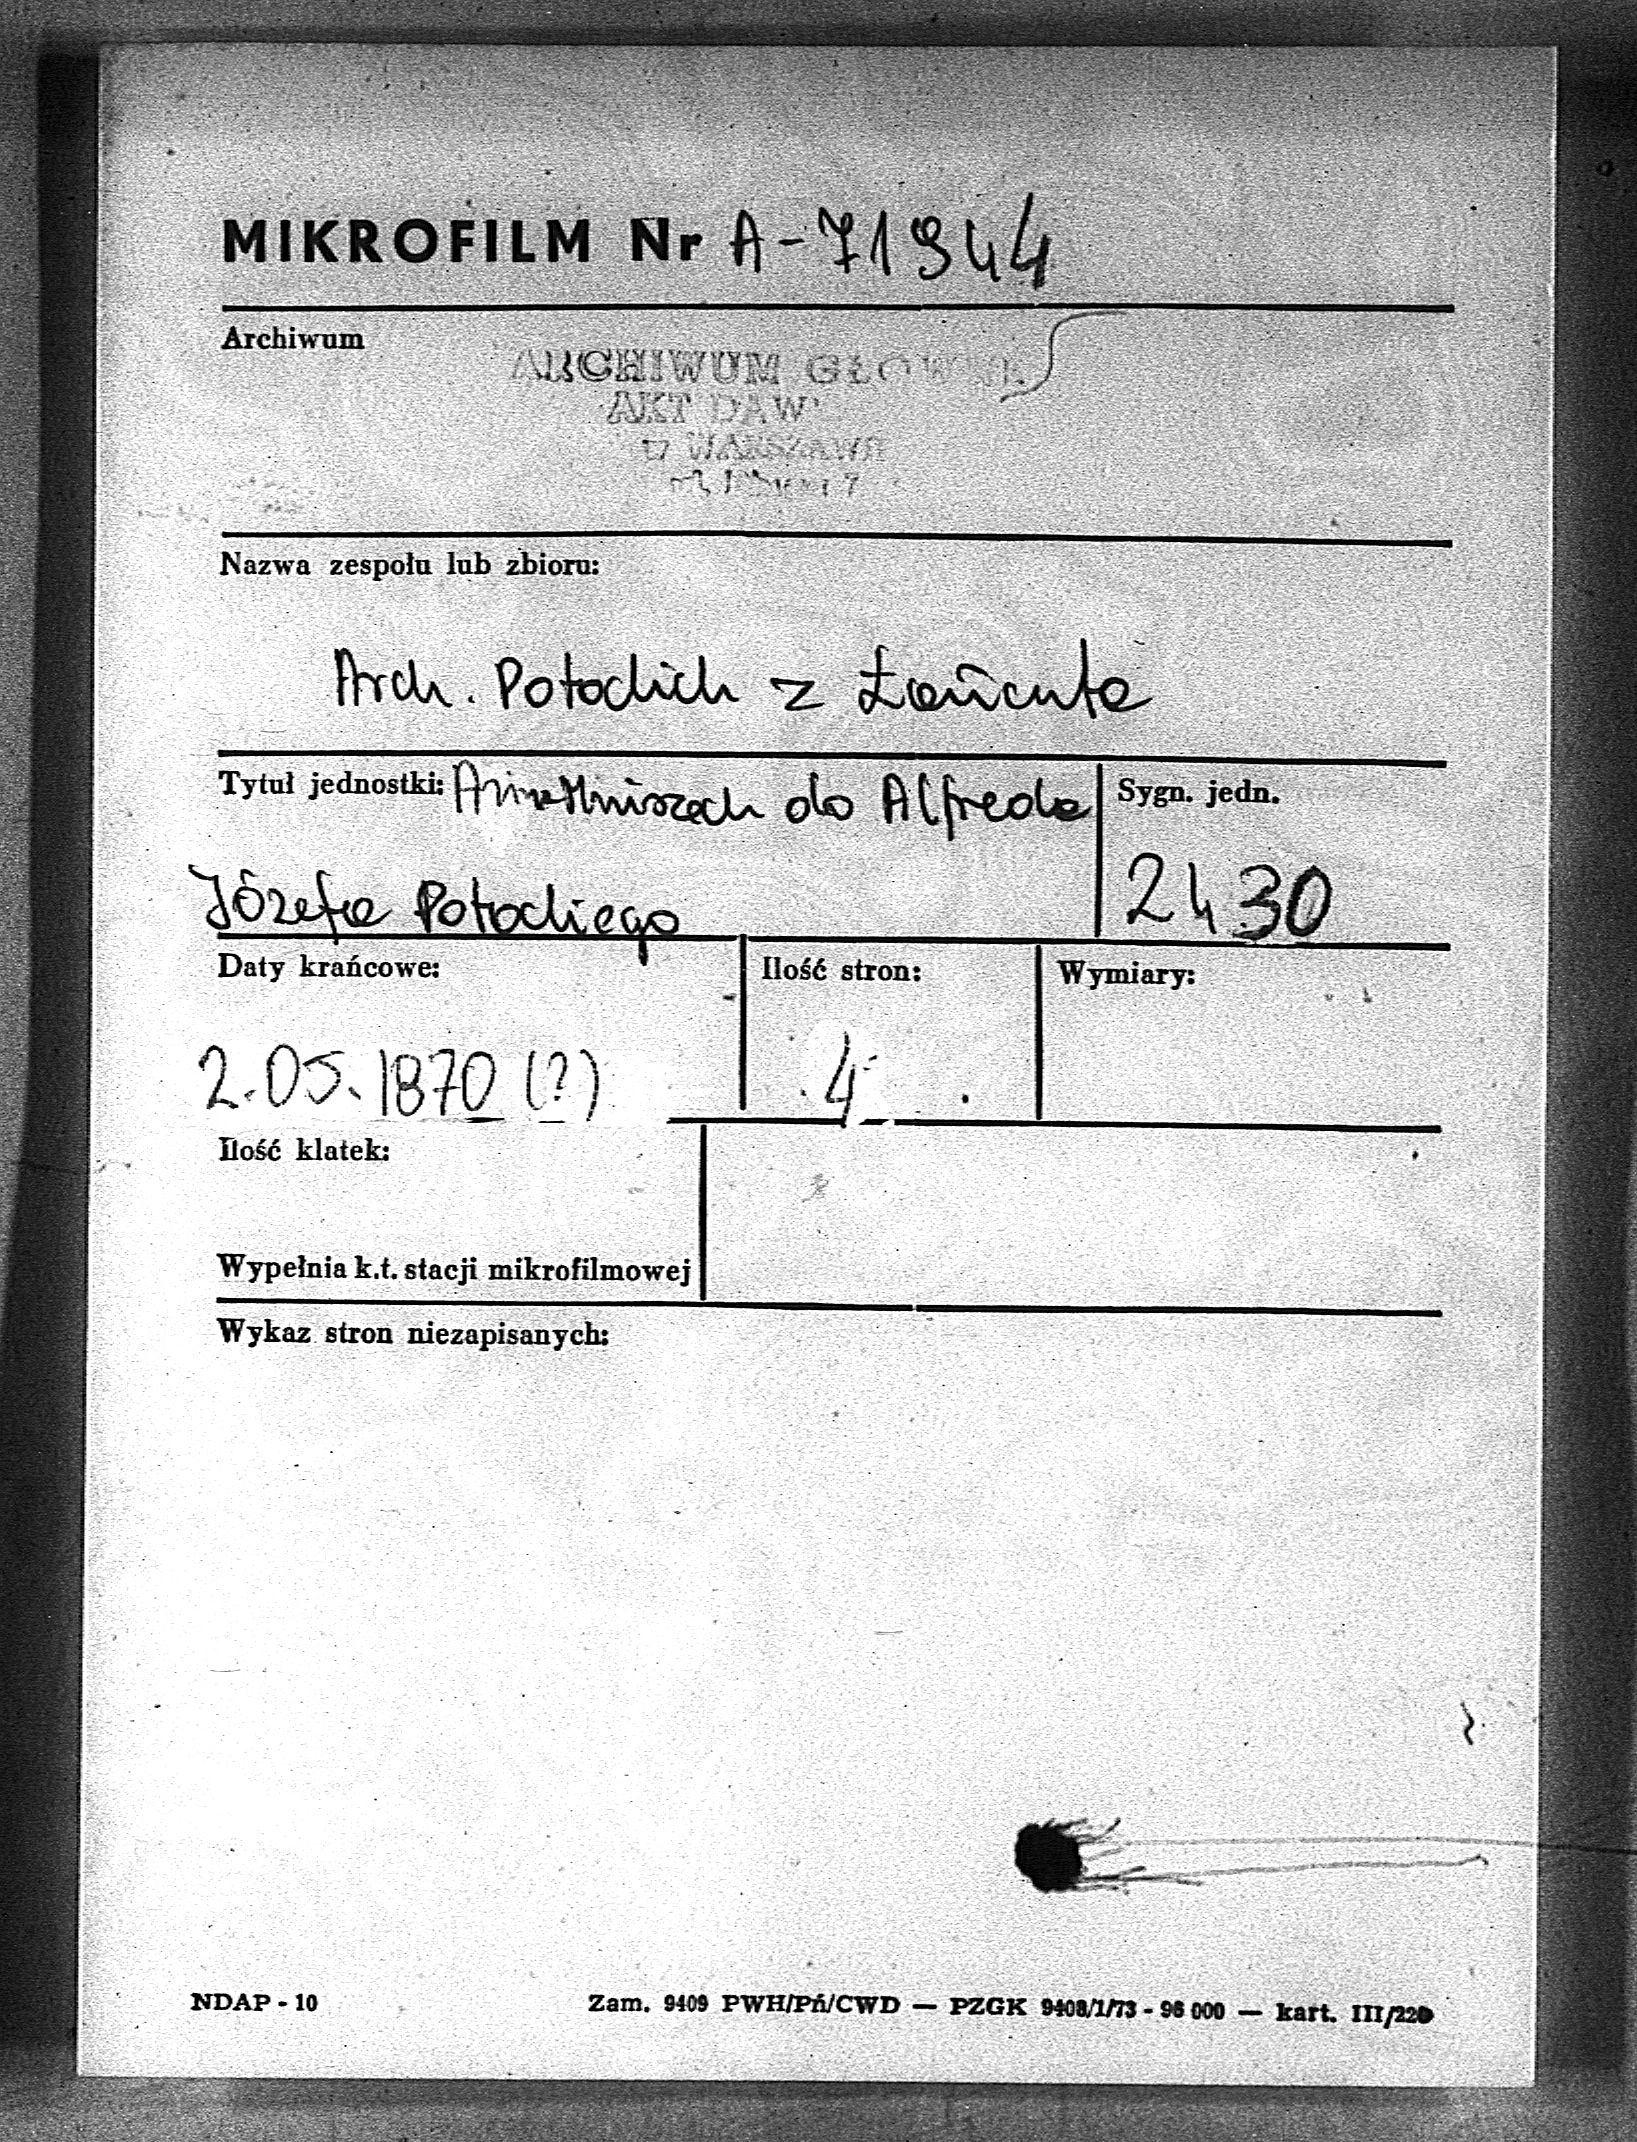 MIKROFILM Nr A-71944
Archiwum
ARCHIWUM GŁÓWNE
AKT DAW
W WARSZAWIE
Nazwa zespołu lub zbioru:
Arch. Potockich z Łańcuta
Tytuł jednostki: Anna Mniszech do Alfreda
Sygn. jedn.
Józefa Potockiego
2430
Daty krańcowe:
Ilość stron:
Wymiary:
2.05.1870 (?)
4
Ilość klatek:
Wypełnia k.t. stacji mikrofilmowej
Wykaz stron niezapisanych:
NDAP - 10
Zam. 9409 PWH/Pń/CWD — PZGK 9408/1/73 - 96 000 — kart. III/220